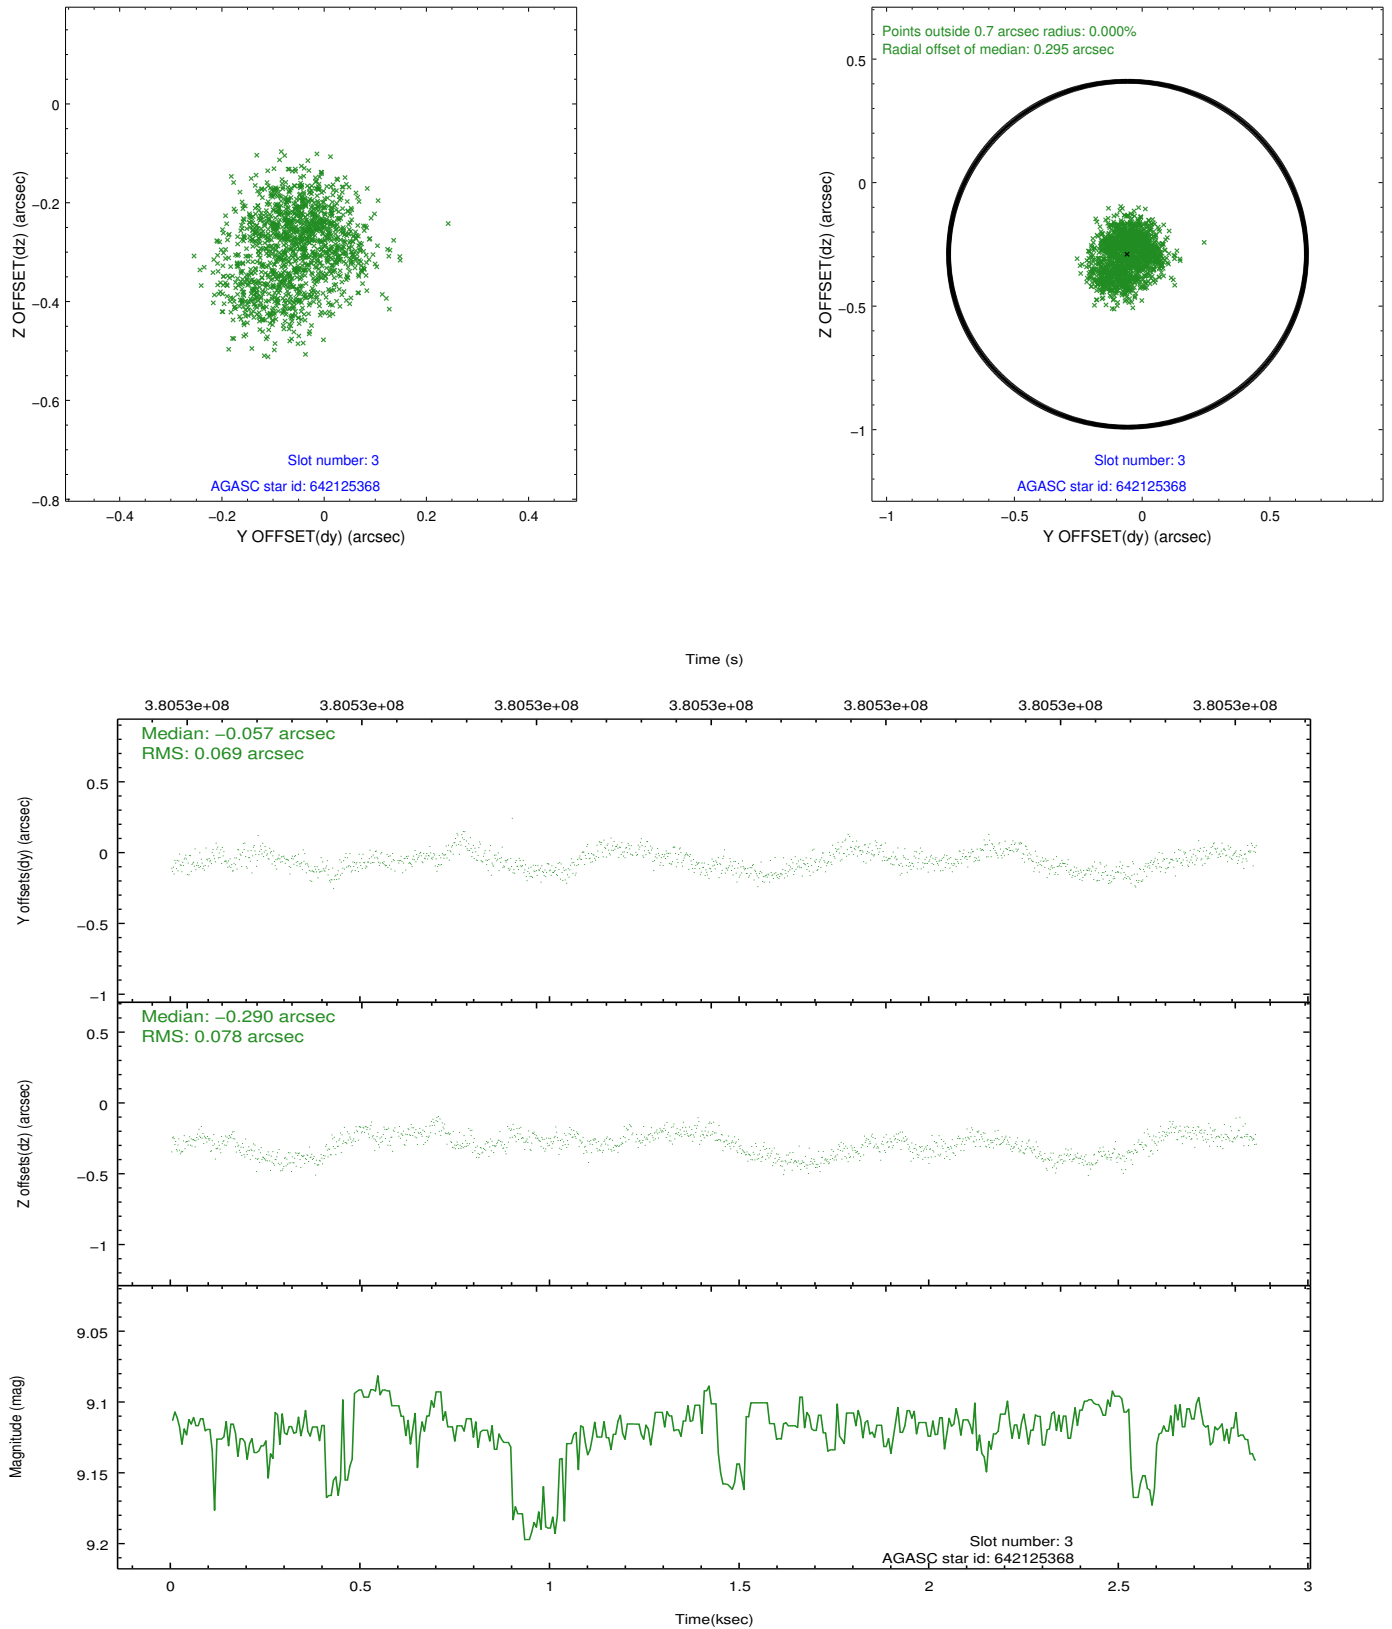 0
−0.2
−0.4
−0.6
−0.8
Z OFFSET(dz) (arcsec)
−0.4
−0.2
0
0.2
0.4
Y OFFSET(dy) (arcsec)
Slot number: 3
AGASC star id: 642125368
Points outside 0.7 arcsec radius: 0.000%
Radial offset of median: 0.295 arcsec
0.5
0
−0.5
−1
Z OFFSET(dz) (arcsec)
Slot number: 3
AGASC star id: 642125368
−1
−0.5
0
0.5
Y OFFSET(dy) (arcsec)
Time (s)
3.8053e+08
3.8053e+08
3.8053e+08
3.8053e+08
3.8053e+08
3.8053e+08
3.8053e+08
Median: −0.057 arcsec
RMS: 0.069 arcsec
0.5
0
−0.5
−1
Y offsets(dy) (arcsec)
Median: −0.290 arcsec
RMS: 0.078 arcsec
0.5
0
−0.5
−1
Z offsets(dz) (arcsec)
9.05
9.1
9.15
9.2
Magnitude (mag)
Slot number: 3
AGASC star id: 642125368
0
0.5
1
1.5
2
2.5
3
Time(ksec)